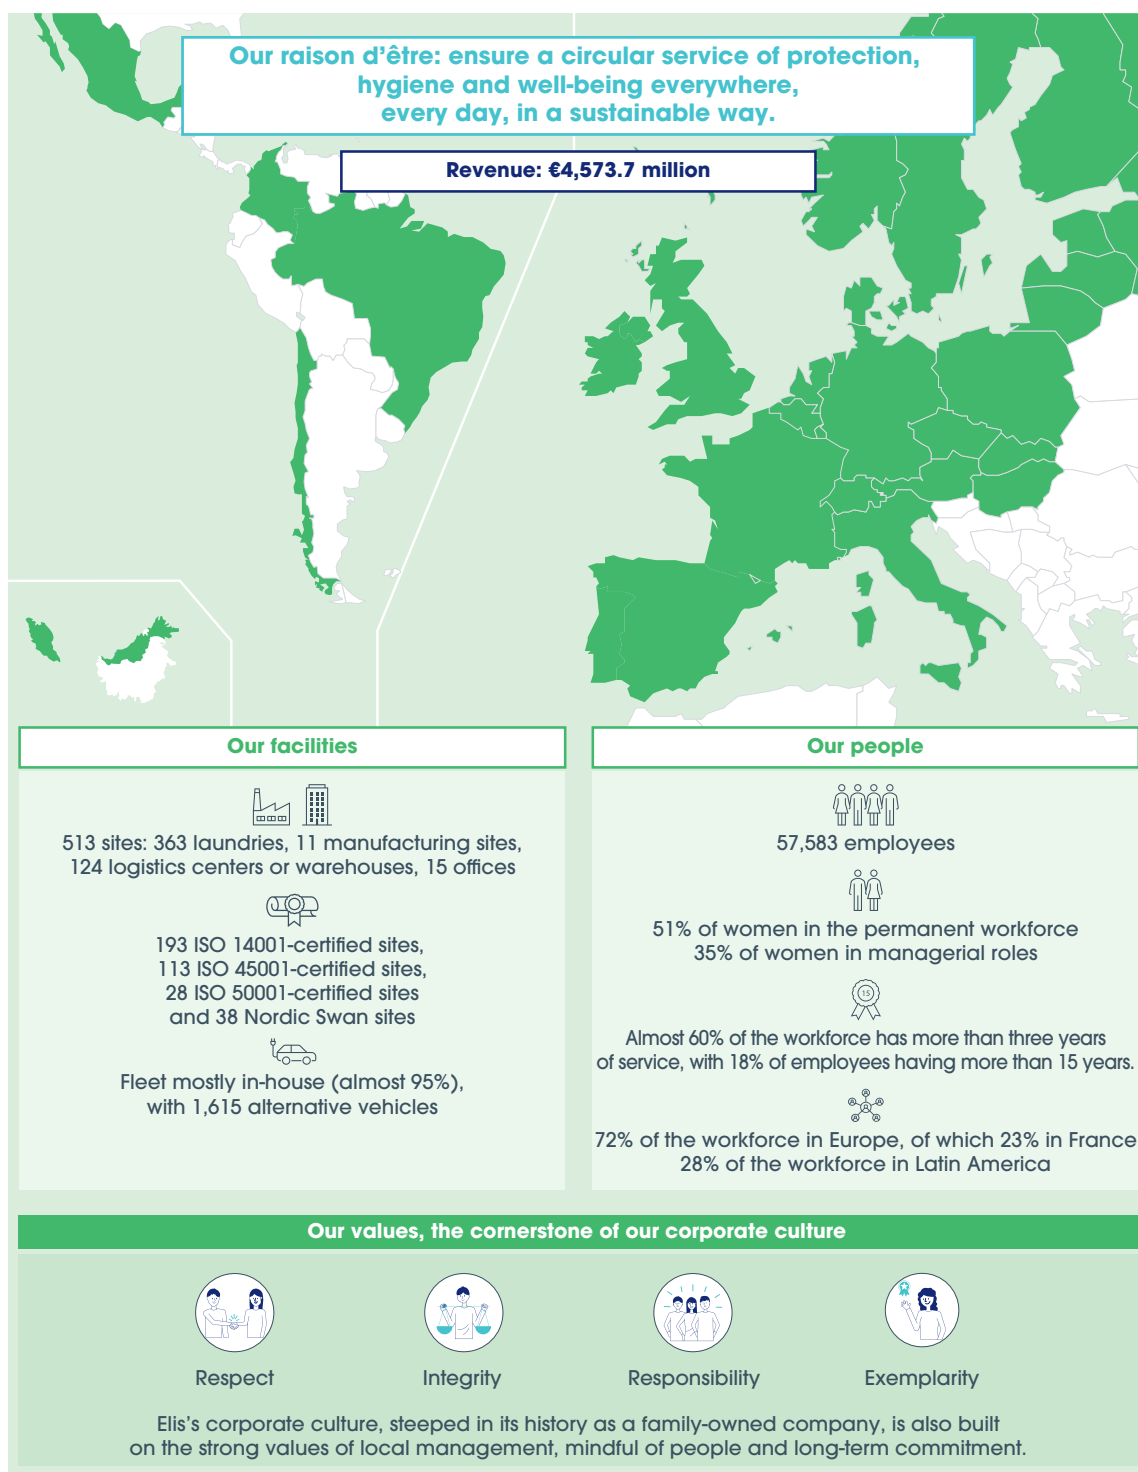 Our raison d'être: ensure a circular service of protection,
hygiene and well-being everywhere,
every day, in a sustainable way.
Revenue: €4,573.7 million
Our facilities
513 sites: 363 laundries, 11 manufacturing sites,
124 logistics centers or warehouses, 15 offices
193 ISO 14001-certified sites,
113 ISO 45001-certified sites,
28 ISO 50001-certified sites
and 38 Nordic Swan sites
Fleet mostly in-house (almost 95%),
with 1,615 alternative vehicles
Our people
57,583 employees
51% of women in the permanent workforce
35% of women in managerial roles
15
Almost 60% of the workforce has more than three years
of service, with 18% of employees having more than 15 years.
72% of the workforce in Europe, of which 23% in France
28% of the workforce in Latin America
Our values, the cornerstone of our corporate culture
Respect
Integrity
Responsibility
Exemplarity
Elis's corporate culture, steeped in its history as a family-owned company, is also built
on the strong values of local management, mindful of people and long-term commitment.